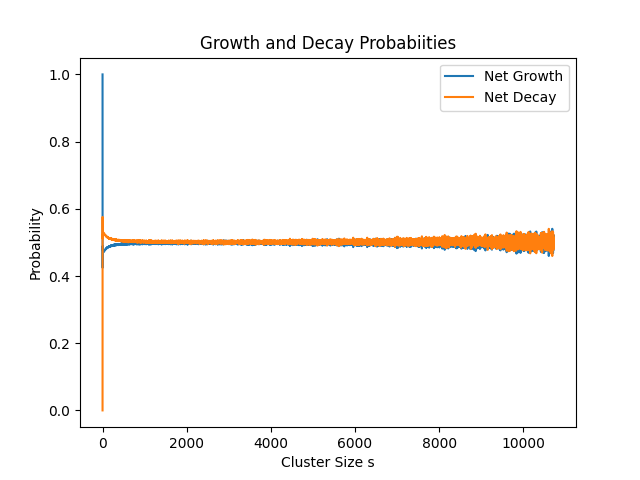 Growth and Decay Probabiities
Net Growth
Net Decay
1.0
0.8
0.6
0.4
0.2
0.0
Probability
0 2000 4000 6000 8000 10000
Cluster Size s